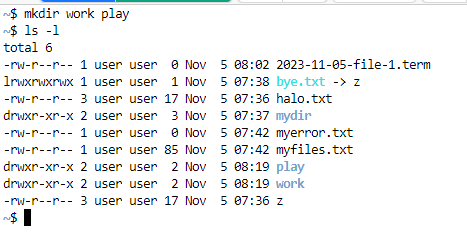 ~$ mkdir work play
~$ ls -l
total 6
-rw-r--r-- 1 user user  0 Nov  5 08:02 2023-11-05-file-1.term
lrwxrwxrwx 1 user user  1 Nov  5 07:38 bye.txt -> z
-rw-r--r-- 3 user user 17 Nov  5 07:36 halo.txt
drwxr-xr-x 2 user user  3 Nov  5 07:37 mydir
-rw-r--r-- 1 user user  0 Nov  5 07:42 myerror.txt
-rw-r--r-- 1 user user 85 Nov  5 07:42 myfiles.txt
drwxr-xr-x 2 user user  2 Nov  5 08:19 play
drwxr-xr-x 2 user user  2 Nov  5 08:19 work
-rw-r--r-- 3 user user 17 Nov  5 07:36 z
~$